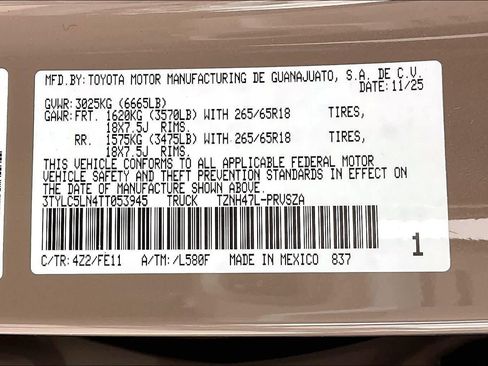 MFD.BY:TOYOTA MOTOR MANUFACTURING DE GUANAJUATO, S.A. DE C.V.
DATE:11/25
GVWR:3025KG (6665LB)
GAWR:FRT. 1620KG (3570LB) WITH 265/65R18 TIRES,
18X7.5J RIMS.
RR. 1575KG (3475LB) WITH 265/65R18 TIRES,
18X7.5J RIMS.
THIS VEHICLE CONFORMS TO ALL APPLICABLE FEDERAL MOTOR
VEHICLE SAFETY AND THEFT PREVENTION STANDARDS IN EFFECT ON
THE DATE OF MANUFACTURE SHOWN ABOVE.
3TYLC5LN4TT053945 TRUCK TZNH47L-PRVSZA
C/TR:4Z2/FE11 A/TM:/L580F MADE IN MEXICO 837
1